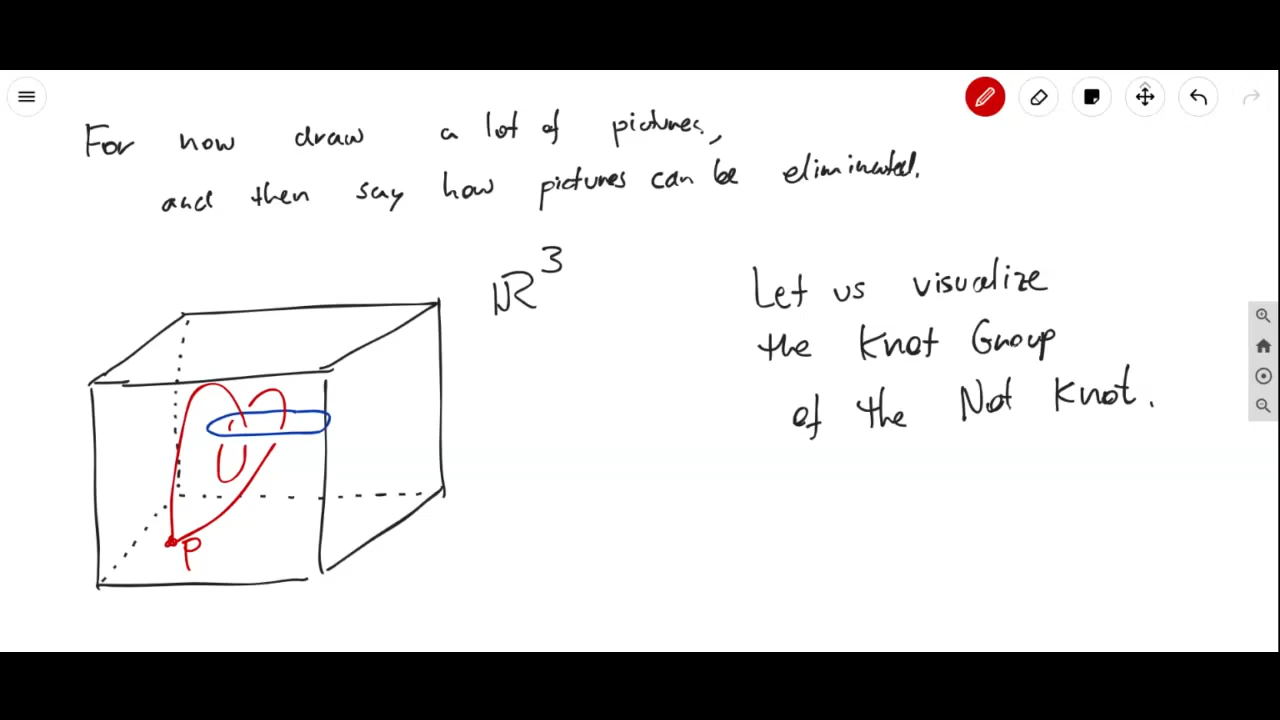 For now draw a lot of pictures,
and then say how pictures can be eliminated.
ℝ³
Let us visualize
the Knot Group
of the Not Knot.
P